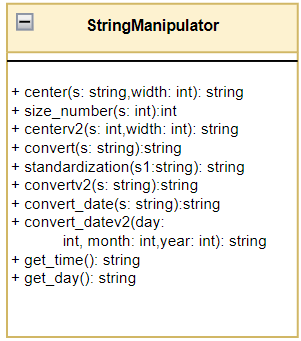 StringManipulator
+ center(s: string,width: int): string
+ size_number(s: int):int
+ centerv2(s: int,width: int): string
+ convert(s: string):string
+ standardization(s1:string): string
+ convertv2(s: string):string
+ convert_date(s: string):string
+ convert_datev2(day:
int, month: int,year: int): string
+ get_time(): string
+ get_day(): string